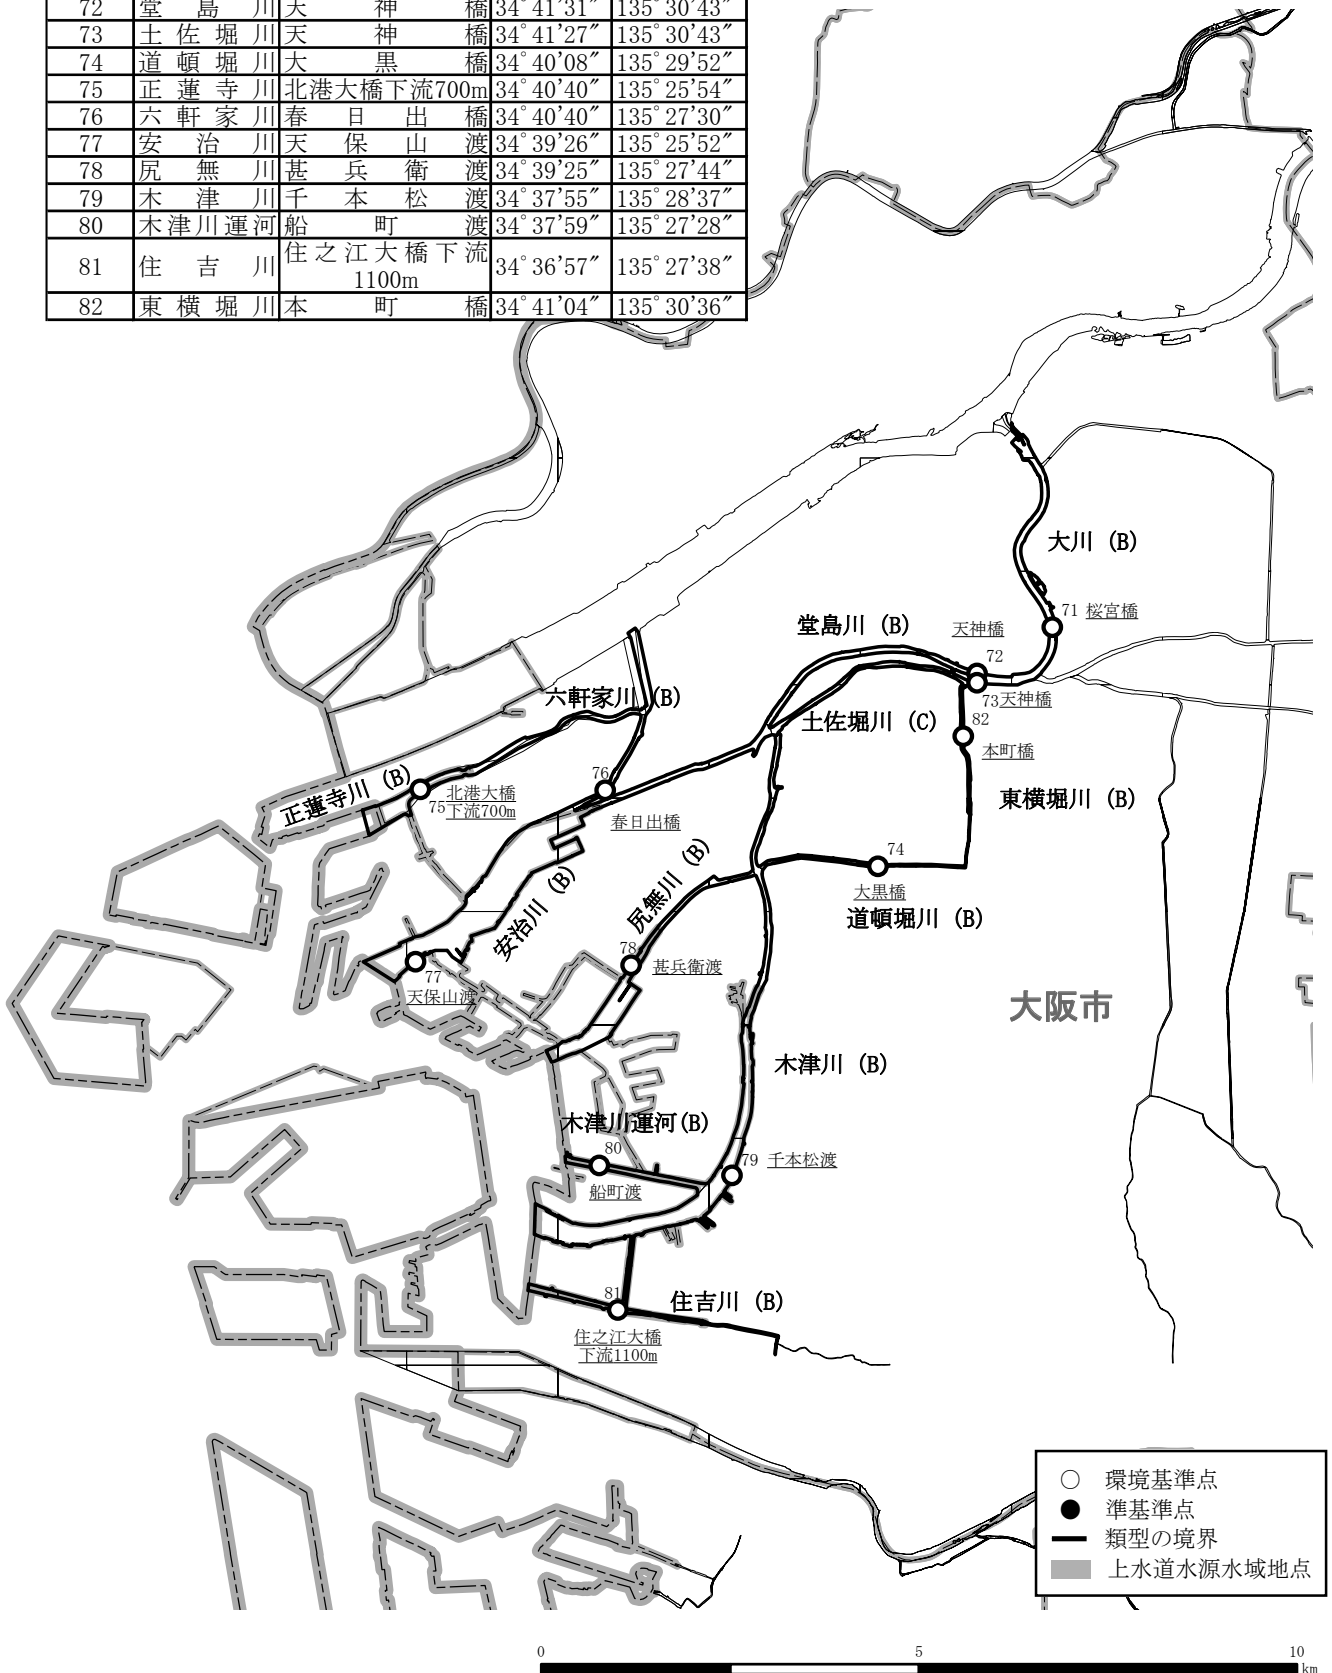 72 堂島川 天神橋 34°41’31″ 135°30’43″
73 土佐堀川 天神橋 34°41’27″ 135°30’43″
74 道頓堀川 大黒橋 34°40’08″ 135°29’52″
75 正蓮寺川 北港大橋下流700m 34°40’40″ 135°25’54″
76 六軒家川 春日出橋 34°40’40″ 135°27’30″
77 安治川 天保山渡 34°39’26″ 135°25’52″
78 尻無川 甚兵衛渡 34°39’25″ 135°27’44″
79 木津川 千本松渡 34°37’55″ 135°28’37″
80 木津川運河 船町渡 34°37’59″ 135°27’28″
81 住吉川 住之江大橋下流 34°36’57″ 135°27’38″
1100m
82 東横堀川 本町橋 34°41’04″ 135°30’36″
大川 (B)
71 桜宮橋
堂島川 (B)
天神橋
72
73天神橋
六軒家川 (B)
土佐堀川 (C)
82
本町橋
正蓮寺川 (B)
75
北港大橋
下流700m
76
春日出橋
東横堀川 (B)
74
大黒橋
道頓堀川 (B)
尻無川 (B)
安治川 (B)
78
甚兵衛渡
77
天保山渡
大阪市
木津川 (B)
木津川運河(B)
80
船町渡
79 千本松渡
81
住吉川 (B)
住之江大橋
下流1100m
○ 環境基準点
● 準基準点
類型の境界
上水道水源水域地点
0 5 10
km